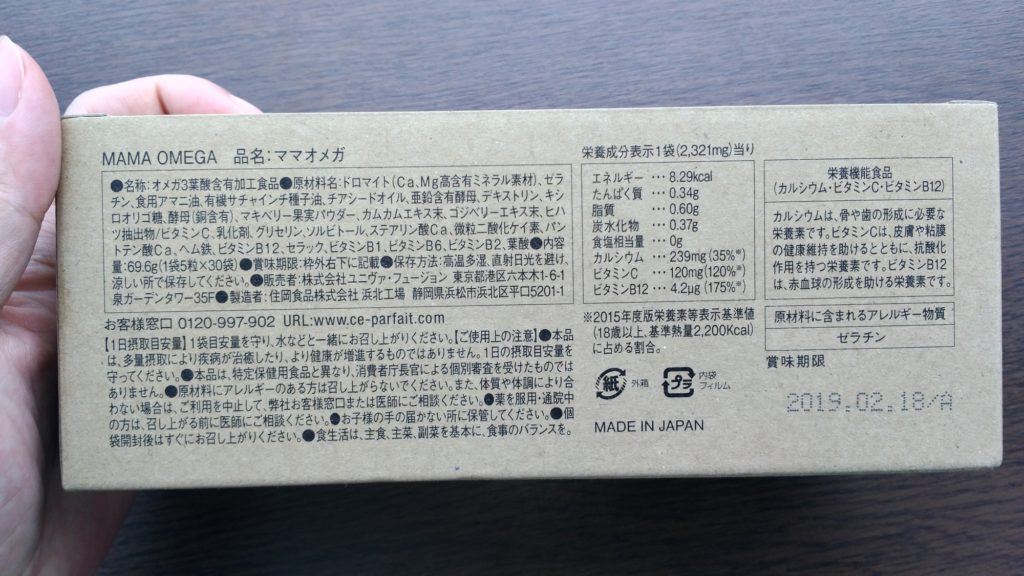 MAMA OMEGA 品名:ママオメガ
●名称:オメガ3葉酸含有加工食品●原材料名:ドロマイト(Ca、Mg高含有ミネラル素材)、ゼラ
チン、食用アマニ油、有機サチャインチ種子油、チアシードオイル、亜鉛含有酵母、デキストリン、キシ
ロオリゴ糖、酵母(銅含有)、マキベリー果実パウダー、カムカムエキス末、ゴジベリーエキス末、ヒハ
ツ抽出物/ビタミンC、乳化剤、グリセリン、ソルビトール、ステアリン酸Ca、微粒二酸化ケイ素、パン
トテン酸Ca、ヘム鉄、ビタミンB12、セラック、ビタミンB1、ビタミンB6、ビタミンB2、葉酸●内容
量:69.6g(1袋5粒×30袋)●賞味期限:枠外右下に記載●保存方法:高温多湿、直射日光を避け、
涼しい所で保存してください。●販売者:株式会社ユニヴァ・フュージョン 東京都港区六本木1-6-1
泉ガーデンタワー35F●製造者:住岡食品株式会社 浜北工場 静岡県浜松市浜北区平口5201-1
お客様窓口 0120-997-902 URL:www.ce-parfait.com
【1日摂取目安量】1袋目安量を守り、水などと一緒にお召し上がりください。【ご使用上の注意】●本品
は、多量摂取により疾病が治癒したり、より健康が増進するものではありません。1日の摂取目安量を
守ってください。●本品は、特定保健用食品と異なり、消費者庁長官による個別審査を受けたものでは
ありません。●原材料にアレルギーのある方は召し上がらないでください。また、体質や体調により合
わない場合は、ご利用を中止して、弊社お客様窓口または医師にご相談ください。●薬を服用・通院中
の方は、召し上がる前に医師にご相談ください。●お子様の手の届かない所に保管してください。●個
袋開封後はすぐにお召し上がりください。●食生活は、主食、主菜、副菜を基本に、食事のバランスを。
栄養成分表示1袋(2,321mg)当り
エネルギー ・・・ 8.29kcal
たんぱく質 ・・・ 0.34g
脂質 ・・・ 0.60g
炭水化物 ・・・ 0.37g
食塩相当量 ・・・ 0g
カルシウム ・・・ 239mg(35%※)
ビタミンC ・・・ 120mg(120%※)
ビタミンB12 ・・・ 4.2μg(175%※)
※2015年度版栄養素等表示基準値
(18歳以上、基準熱量2,200Kcal)
に占める割合。
紙 外箱 プラ 内袋
フィルム
MADE IN JAPAN
栄養機能食品
(カルシウム・ビタミンC・ビタミンB12)
カルシウムは、骨や歯の形成に必要な
栄養素です。ビタミンCは、皮膚や粘膜
の健康維持を助けるとともに、抗酸化
作用を持つ栄養素です。ビタミンB12
は、赤血球の形成を助ける栄養素です。
原材料に含まれるアレルギー物質
ゼラチン
賞味期限
2019.02.18/A